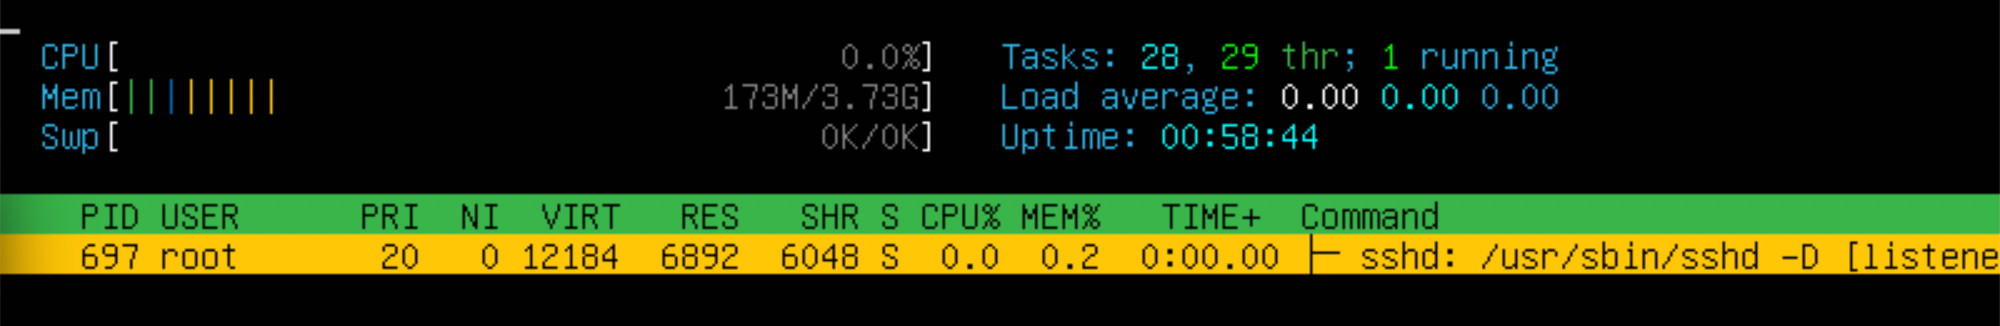 CPU[ 0.0%] Tasks: 28, 29 thr; 1 running
Mem[||||||||| 173M/3.73G] Load average: 0.00 0.00 0.00
Swp[ 0K/0K] Uptime: 00:58:44
PID USER PRI NI VIRT RES SHR S CPU% MEM% TIME+ Command
697 root 20 0 12184 6892 6048 S 0.0 0.2 0:00.00 ├─ sshd: /usr/sbin/sshd -D [listene